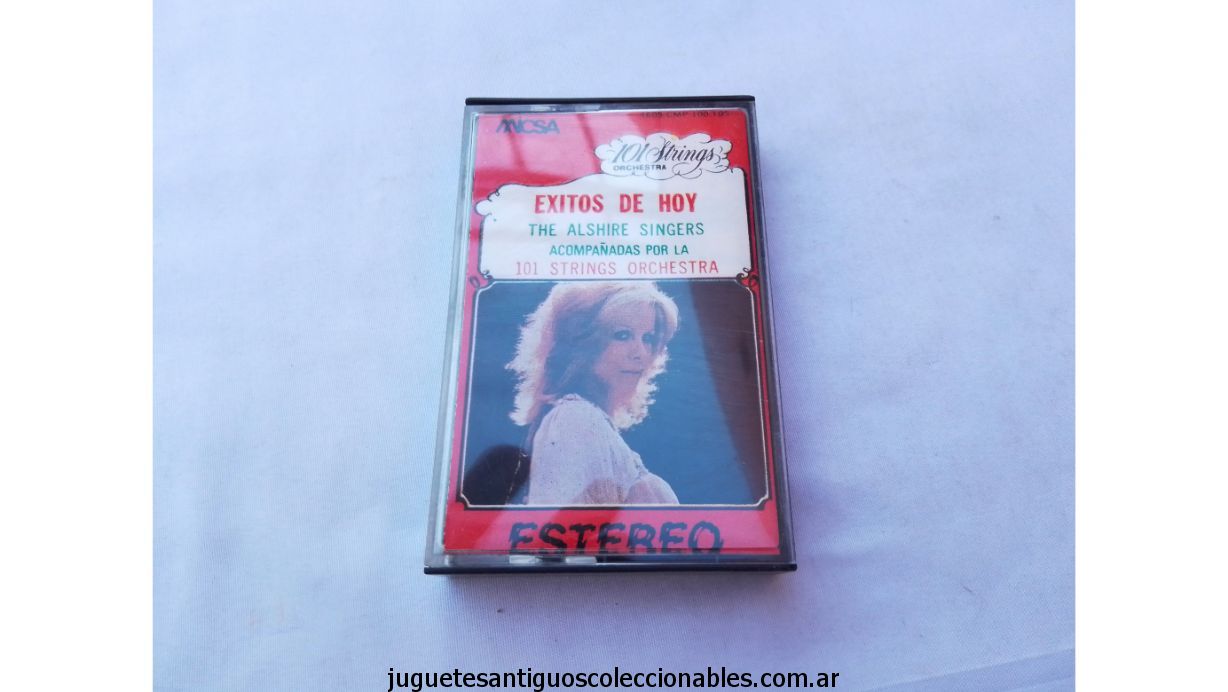 MCSA
101 Strings
ORCHESTRA
EXITOS DE HOY
THE ALSHIRE SINGERS
ACOMPAÑADAS POR LA
101 STRINGS ORCHESTRA
ESTEREO
juguetesantiguoscoleccionables.com.ar